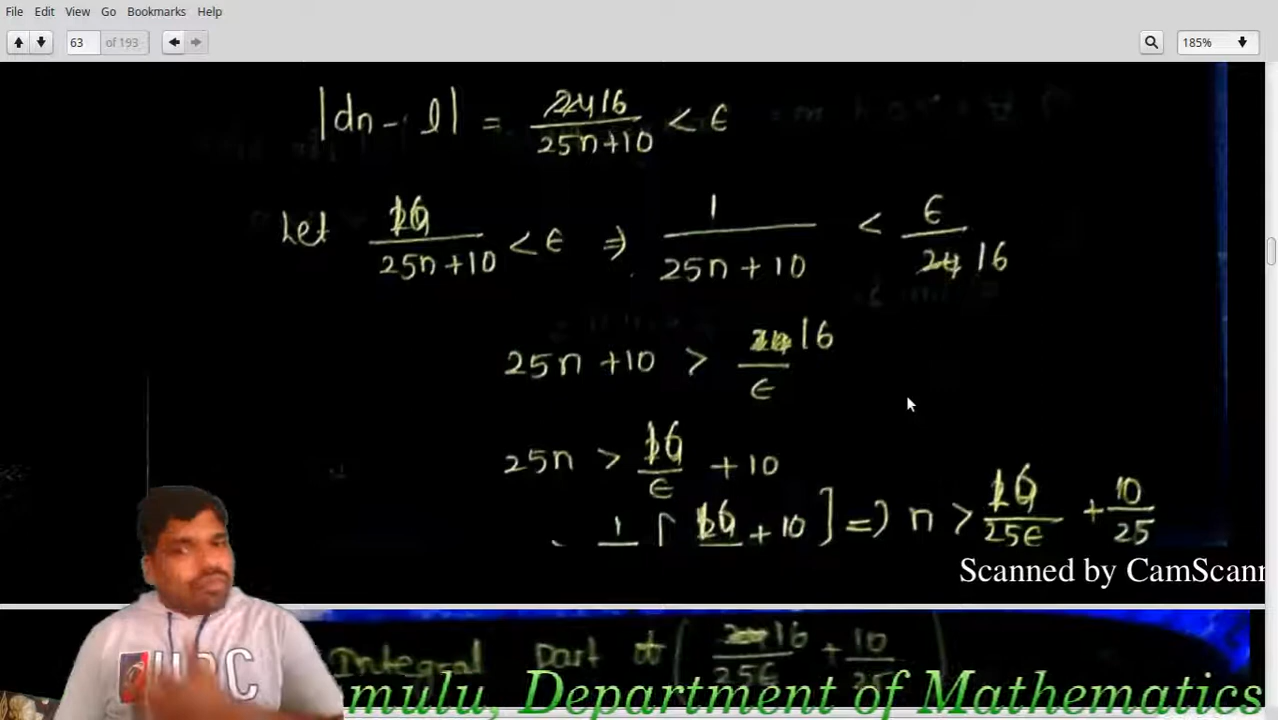 File Edit View Go Bookmarks Help
63 of 193 185%
|dn - l| = 16/25n+10 < ϵ
Let 16/25n+10 < ϵ ⇒ 1/25n+10 < ϵ/16
25n+10 > 16/ϵ
25n > 16/ϵ + 10
1 [16 + 10] ⇒ n > 16/25ϵ + 10/25
Scanned by CamScann
Integral Part of (16/25ϵ + 10/25)
mulu, Department of Mathematics